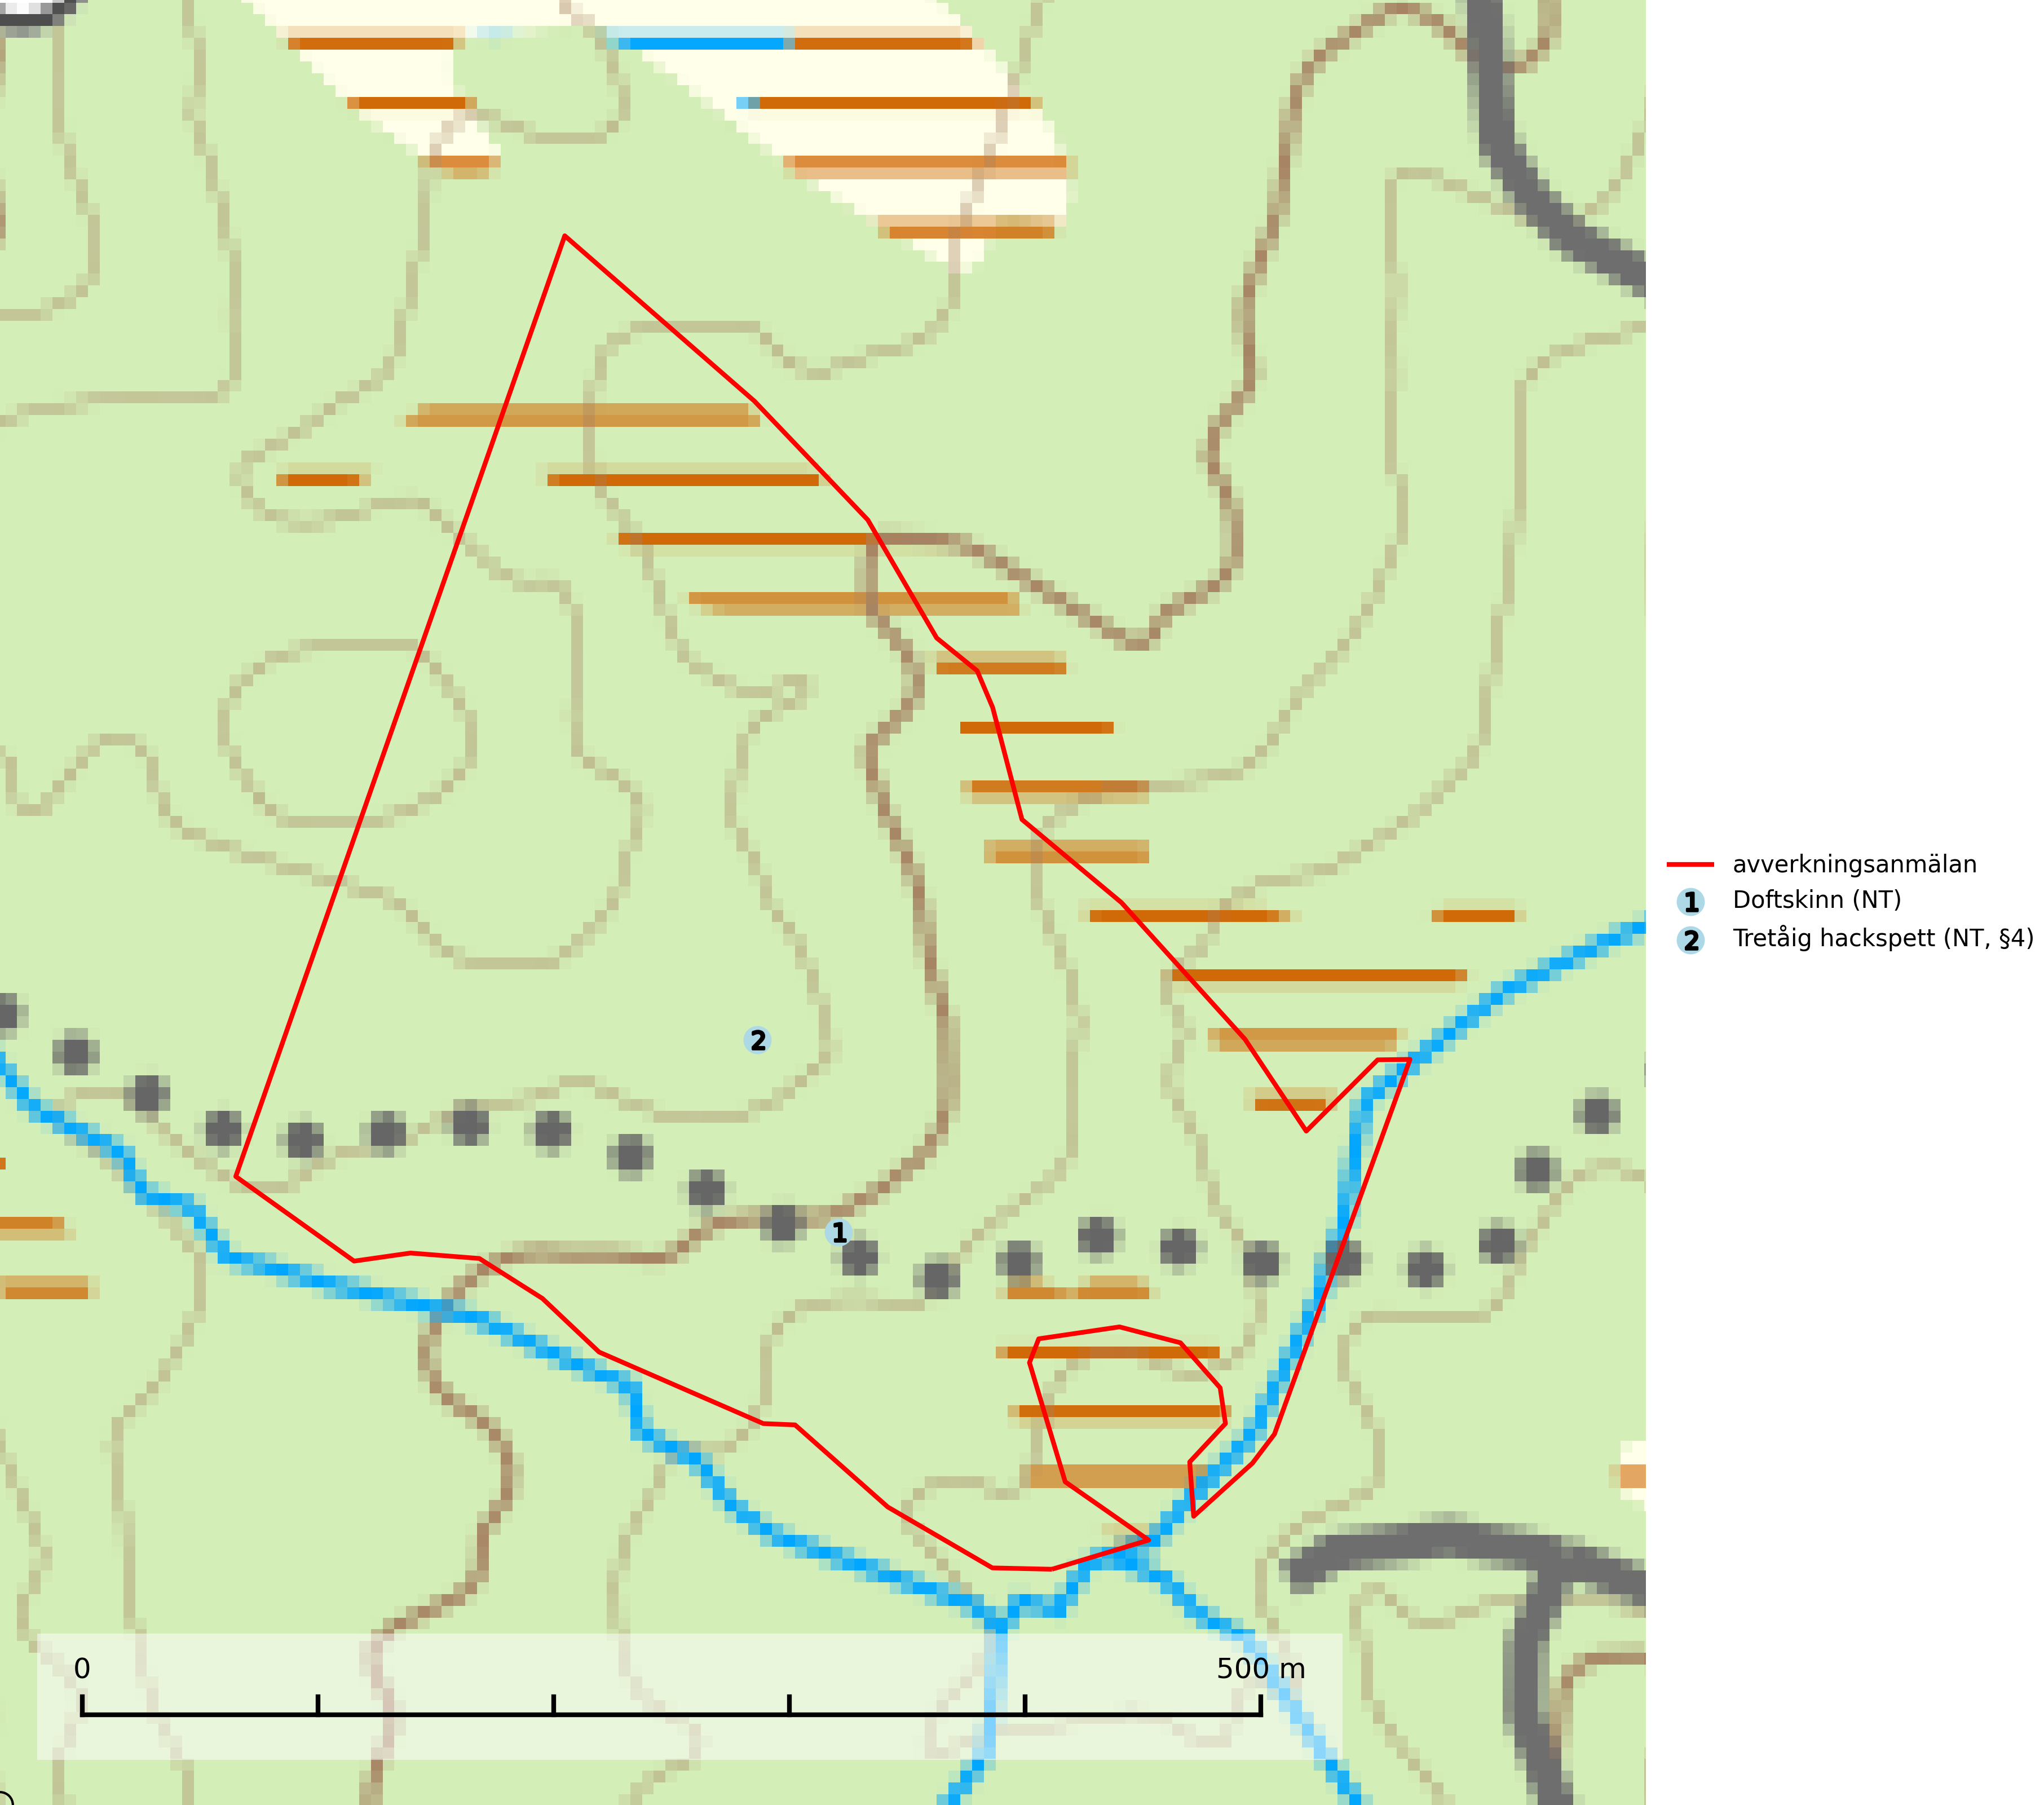 avverkningsanmälan
1 Doftskinn (NT)
2 Tretåig hackspett (NT, §4)
2
1
0 500 m